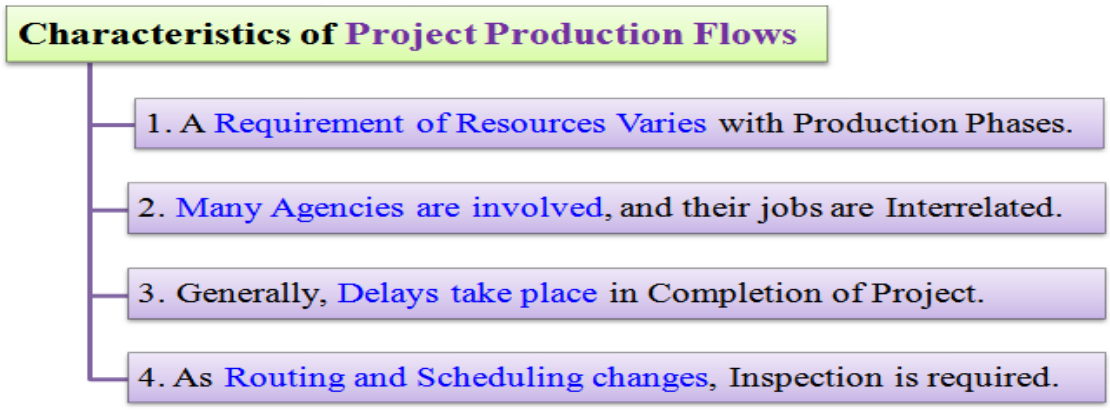 Characteristics of Project Production Flows
1. A Requirement of Resources Varies with Production Phases.
2. Many Agencies are involved, and their jobs are Interrelated.
3. Generally, Delays take place in Completion of Project.
4. As Routing and Scheduling changes, Inspection is required.